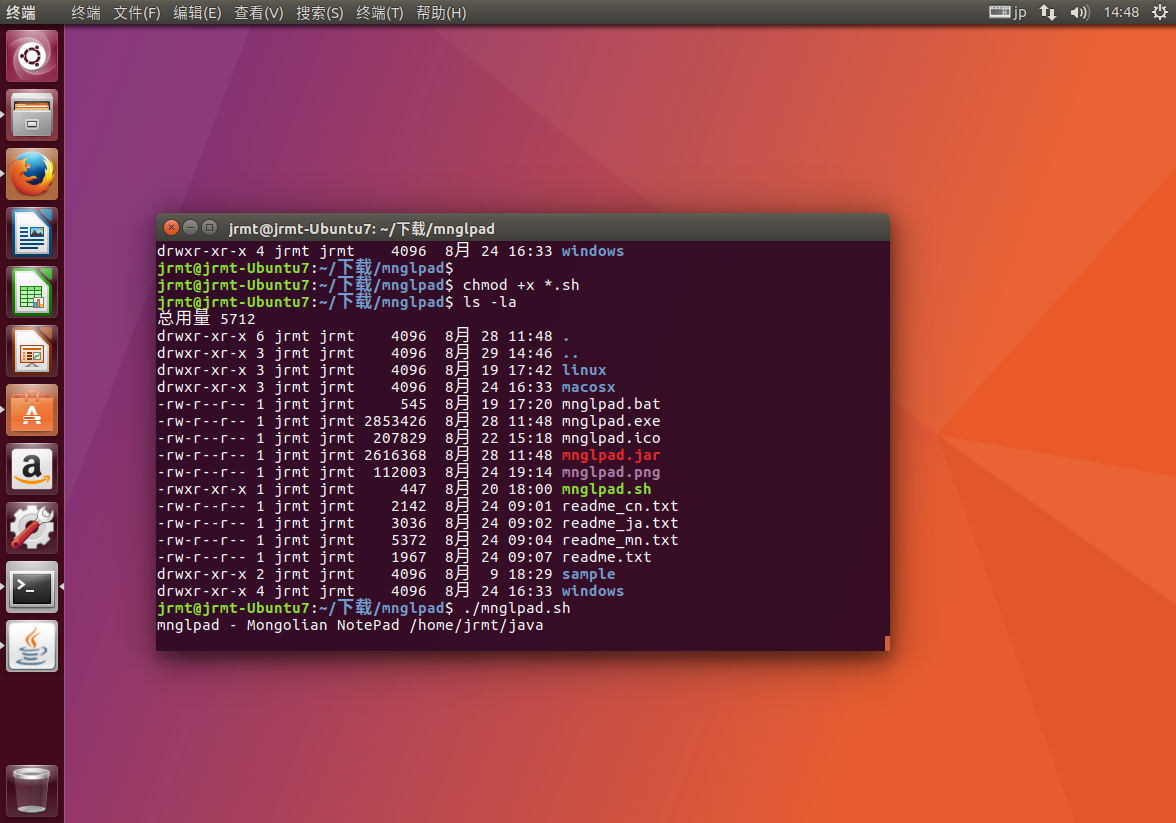 终端 终端 文件(F) 编辑(E) 查看(V) 搜索(S) 终端(T) 帮助(H) jp 14:48
jrmt@jrmt-Ubuntu7: ~/下载/mnglpad
drwxr-xr-x 4 jrmt jrmt    4096  8月 24 16:33 windows
jrmt@jrmt-Ubuntu7:~/下载/mnglpad$
jrmt@jrmt-Ubuntu7:~/下载/mnglpad$ chmod +x *.sh
jrmt@jrmt-Ubuntu7:~/下载/mnglpad$ ls -la
总用量 5712
drwxr-xr-x 6 jrmt jrmt    4096  8月 28 11:48 .
drwxr-xr-x 3 jrmt jrmt    4096  8月 29 14:46 ..
drwxr-xr-x 3 jrmt jrmt    4096  8月 19 17:42 linux
drwxr-xr-x 3 jrmt jrmt    4096  8月 24 16:33 macosx
-rw-r--r-- 1 jrmt jrmt     545  8月 19 17:20 mnglpad.bat
-rw-r--r-- 1 jrmt jrmt 2853426  8月 28 11:48 mnglpad.exe
-rw-r--r-- 1 jrmt jrmt  207829  8月 22 15:18 mnglpad.ico
-rw-r--r-- 1 jrmt jrmt 2616368  8月 28 11:48 mnglpad.jar
-rw-r--r-- 1 jrmt jrmt  112003  8月 24 19:14 mnglpad.png
-rwxr-xr-x 1 jrmt jrmt     447  8月 20 18:00 mnglpad.sh
-rw-r--r-- 1 jrmt jrmt    2142  8月 24 09:01 readme_cn.txt
-rw-r--r-- 1 jrmt jrmt    3036  8月 24 09:02 readme_ja.txt
-rw-r--r-- 1 jrmt jrmt    5372  8月 24 09:04 readme_mn.txt
-rw-r--r-- 1 jrmt jrmt    1967  8月 24 09:07 readme.txt
drwxr-xr-x 2 jrmt jrmt    4096  8月  9 18:29 sample
drwxr-xr-x 4 jrmt jrmt    4096  8月 24 16:33 windows
jrmt@jrmt-Ubuntu7:~/下载/mnglpad$ ./mnglpad.sh
mnglpad - Mongolian NotePad /home/jrmt/java